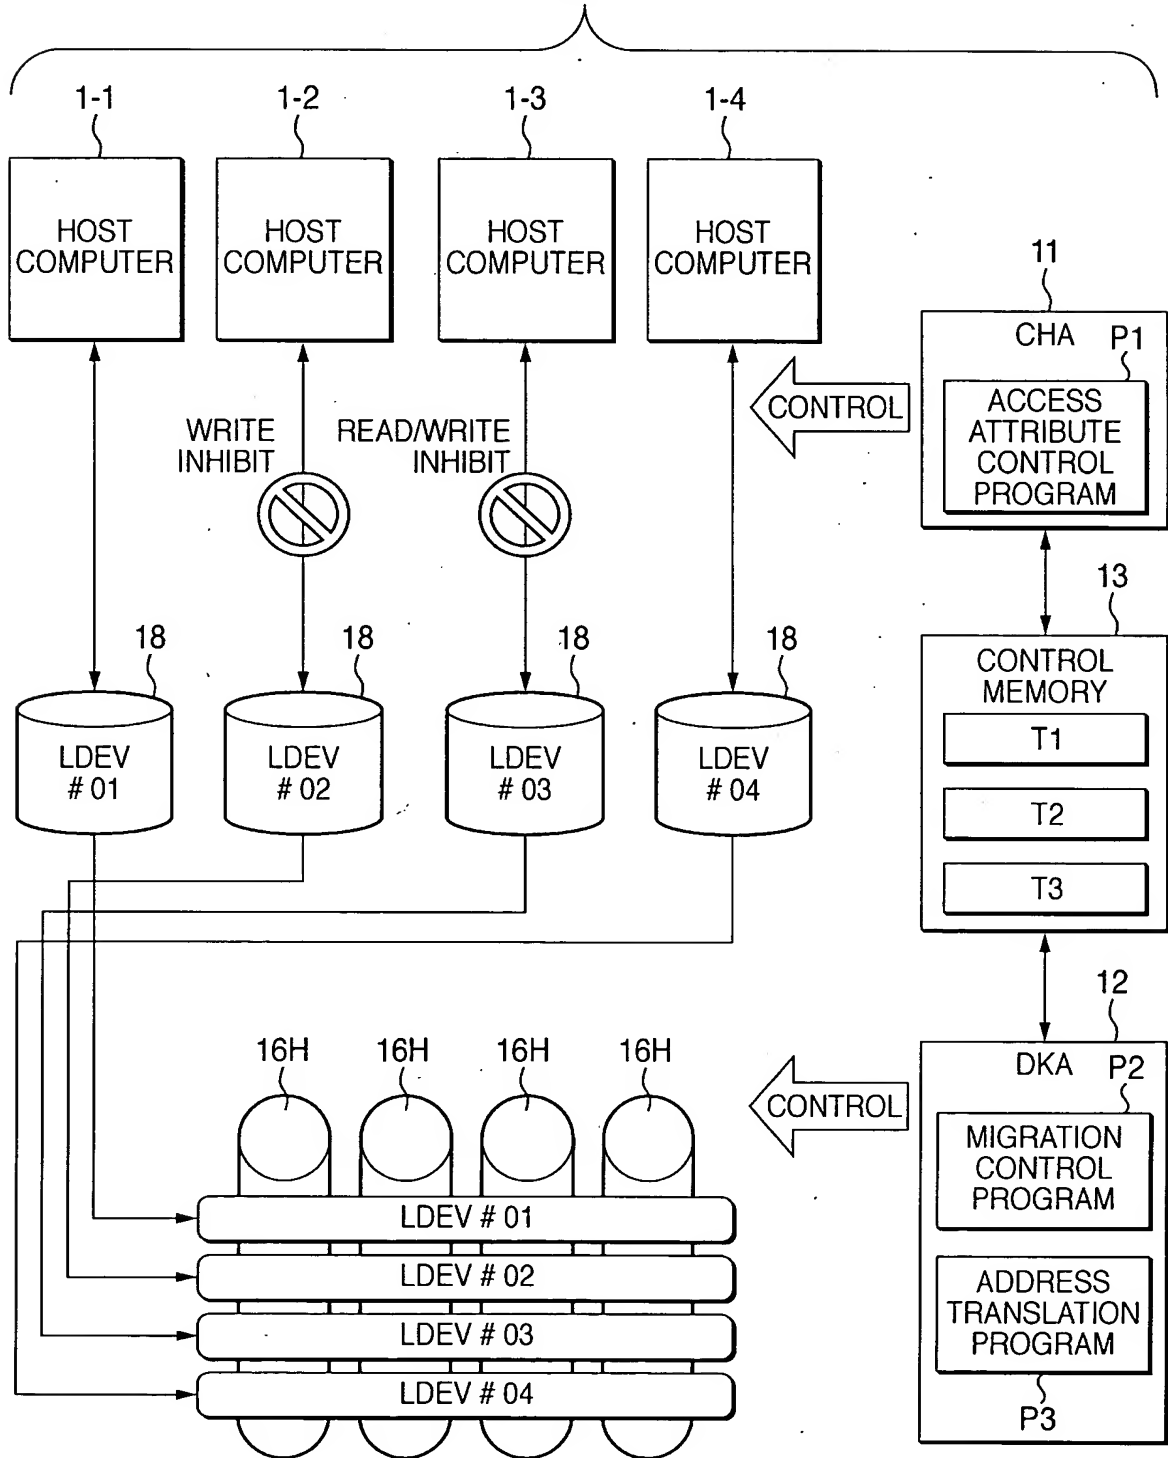 1-1
1-2
1-3
1-4
HOST
COMPUTER
HOST
COMPUTER
HOST
COMPUTER
HOST
COMPUTER
11
CHA
P1
ACCESS
ATTRIBUTE
CONTROL
PROGRAM
CONTROL
WRITE
INHIBIT
READ/WRITE
INHIBIT
13
CONTROL
MEMORY
T1
T2
T3
18
18
18
18
LDEV
# 01
LDEV
# 02
LDEV
# 03
LDEV
# 04
12
DKA
P2
MIGRATION
CONTROL
PROGRAM
ADDRESS
TRANSLATION
PROGRAM
P3
CONTROL
16H
16H
16H
16H
LDEV # 01
LDEV # 02
LDEV # 03
LDEV # 04